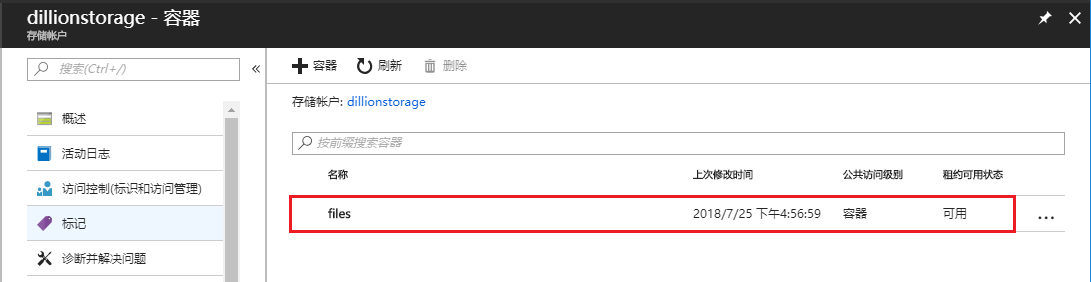 dillionstorage - 容器
存储帐户
搜索(Ctrl+/)
概述
活动日志
访问控制(标识和访问管理)
标记
诊断并解决问题
容器 刷新 删除
存储帐户: dillionstorage
按前缀搜索容器
名称 上次修改时间 公共访问级别 租约可用状态
files 2018/7/25 下午4:56:59 容器 可用